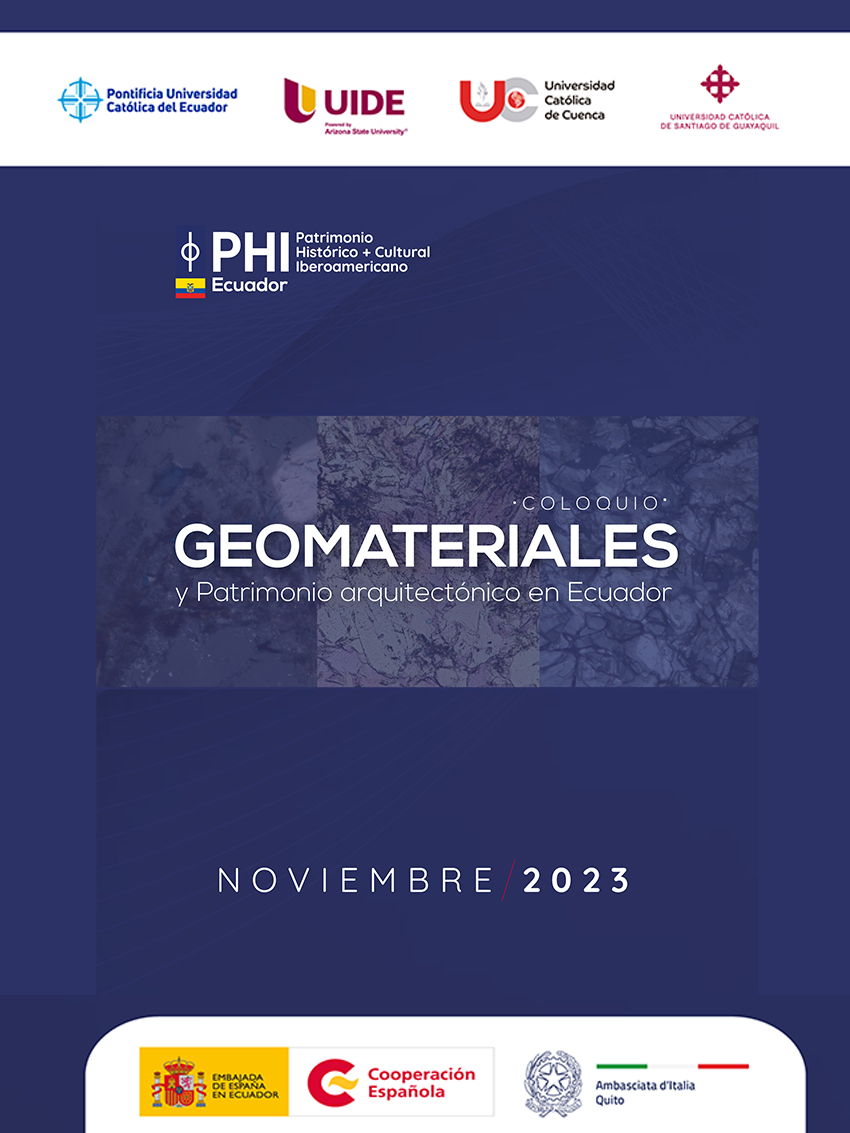 Pontificia Universidad
Católica del Ecuador
UIDE
Powered by
Arizona State University®
UC
Universidad
Católica
de Cuenca
UNIVERSIDAD CATÓLICA
DE SANTIAGO DE GUAYAQUIL
PHI
Patrimonio
Histórico + Cultural
Iberoamericano
Ecuador
·COLOQUIO·
GEOMATERIALES
y Patrimonio arquitectónico en Ecuador
NOVIEMBRE/2023
EMBAJADA
DE ESPAÑA
EN ECUADOR
Cooperación
Española
Ambasciata d'Italia
Quito